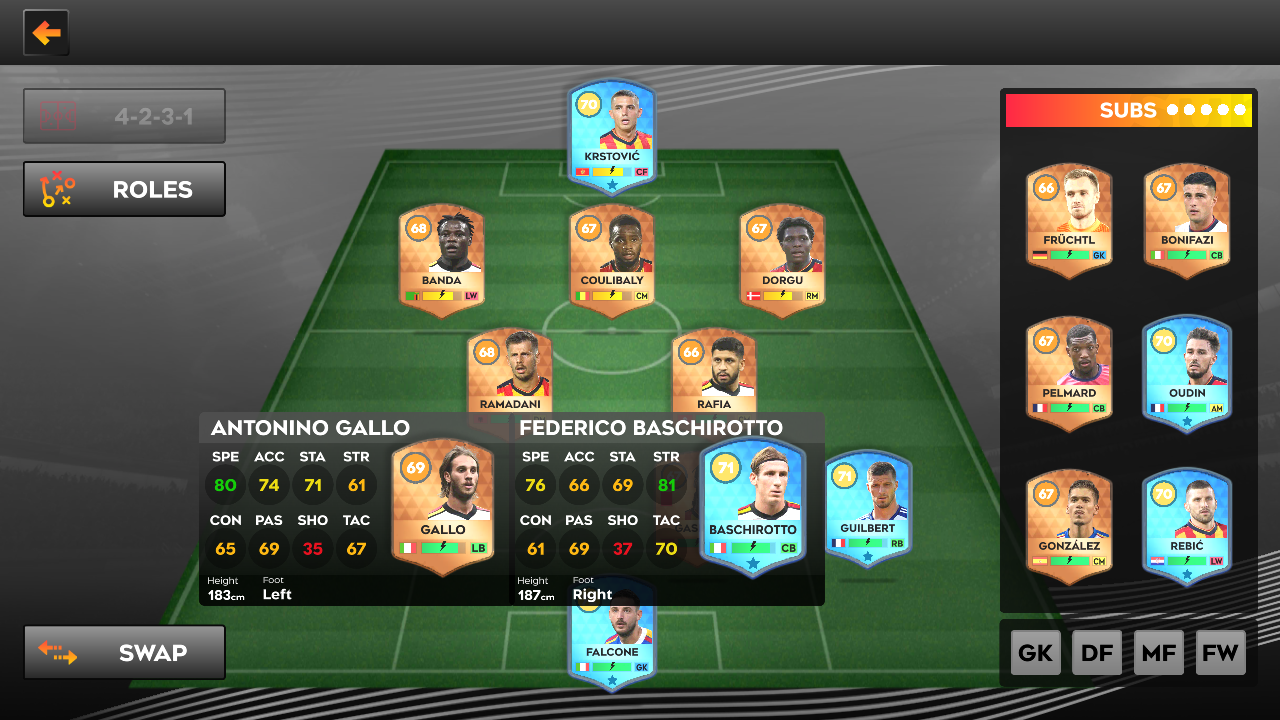 4-2-3-1
ROLES
70
KRSTOVIĆ
CF
68
BANDA
LW
67
COULIBALY
CM
67
DORGU
RM
68
RAMADANI
66
RAFIA
ANTONINO GALLO
SPE ACC STA STR
80 74 71 61
CON PAS SHO TAC
65 69 35 67
Height Foot
183cm Left
69
GALLO
LB
FEDERICO BASCHIROTTO
SPE ACC STA STR
76 66 69 81
CON PAS SHO TAC
61 69 37 70
Height Foot
187cm Right
71
BASCHIROTTO
CB
71
GUILBERT
RB
FALCONE
GK
SWAP
SUBS
66
FRÜCHTL
GK
67
BONIFAZI
CB
67
PELMARD
CB
70
OUDIN
AM
67
GONZÁLEZ
CM
70
REBIĆ
LW
GK DF MF FW